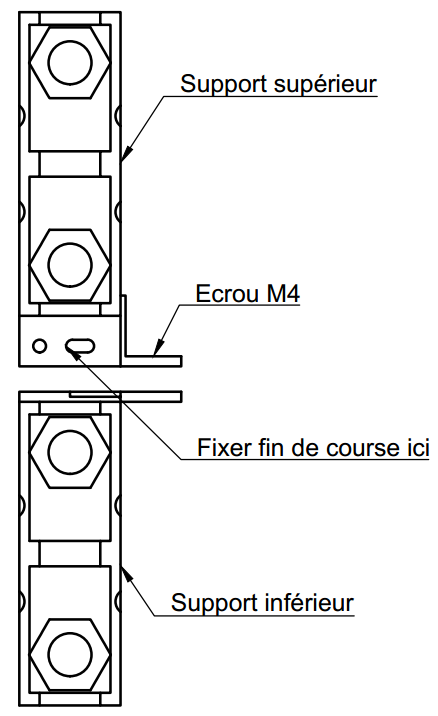 Support supérieur
Ecrou M4
Fixer fin de course ici
Support inférieur